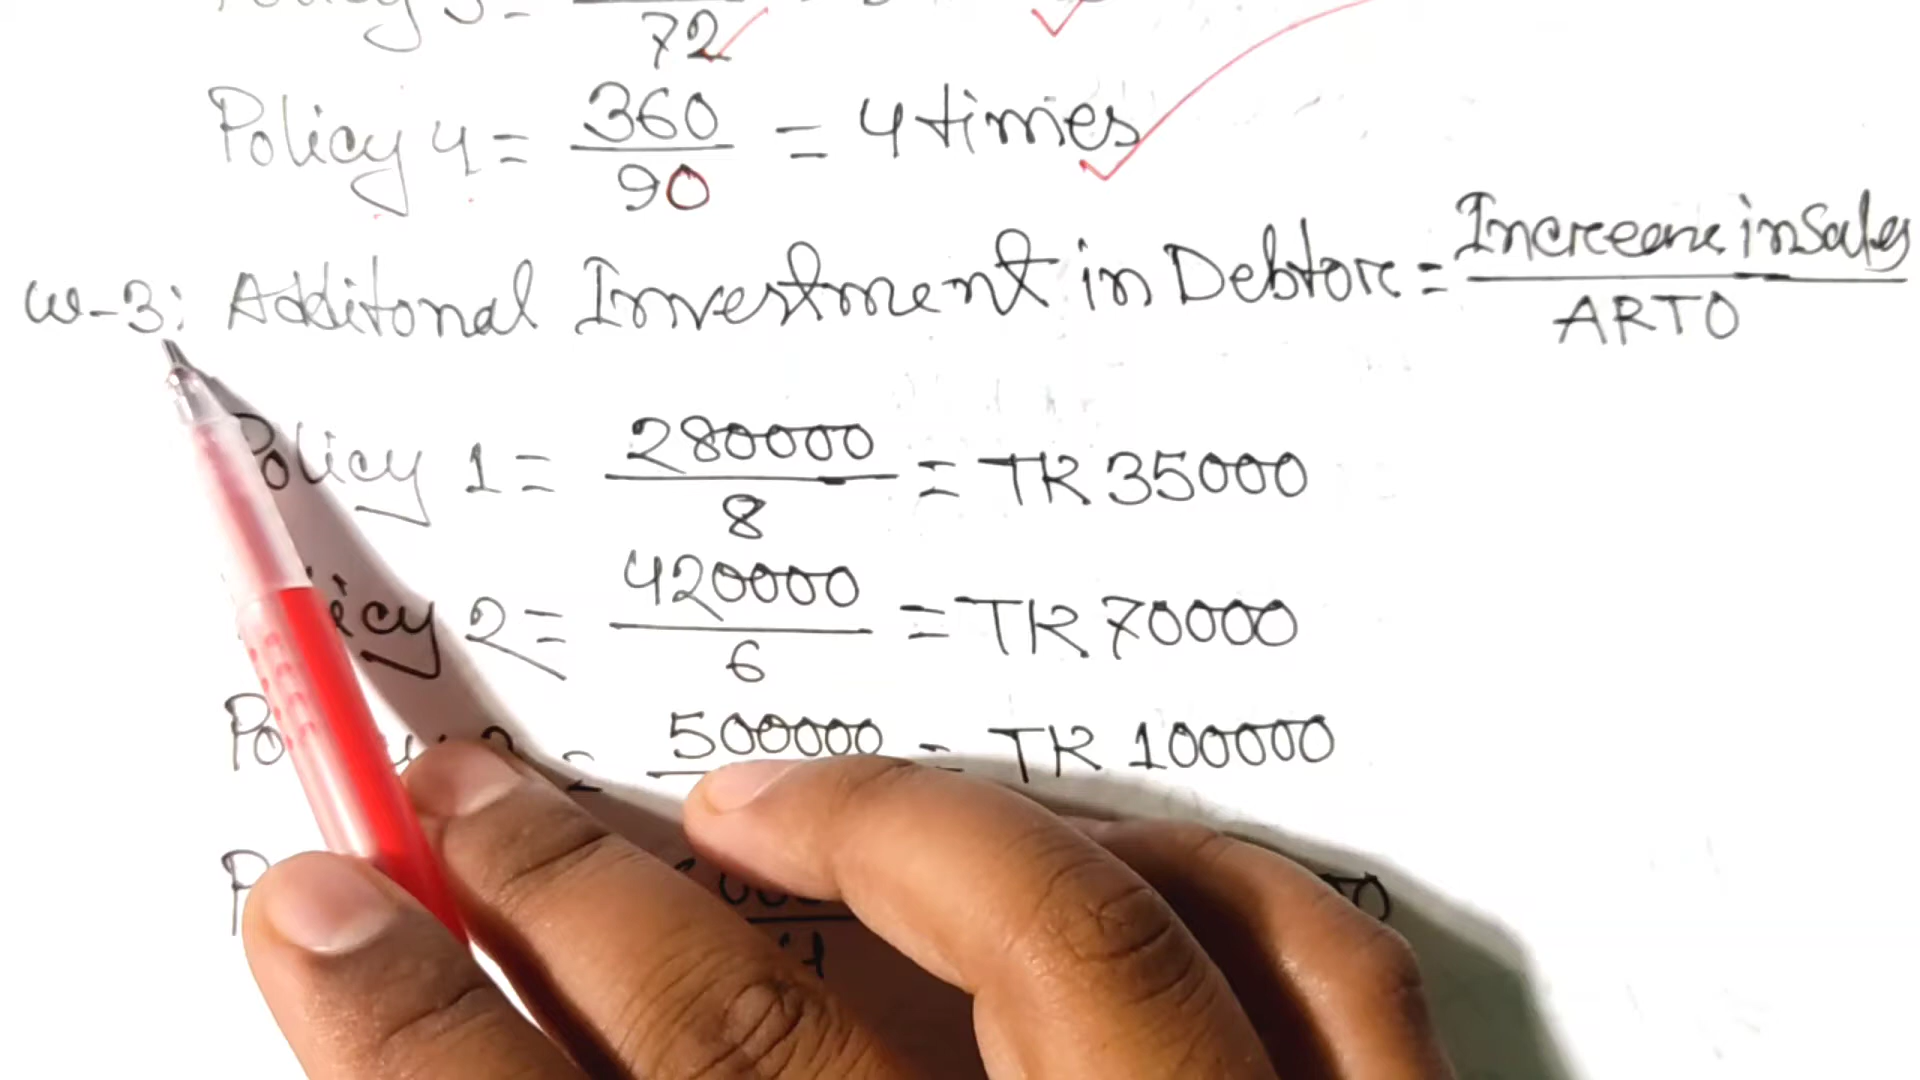 72
Policy 4 = 360/90 = 4 times
W-3: Additonal Investment in Debtors = Increase in Sales/ARTO
Policy 1 = 280000/8 = TK 35000
Policy 2 = 420000/6 = TK 70000
500000 = TK 100000